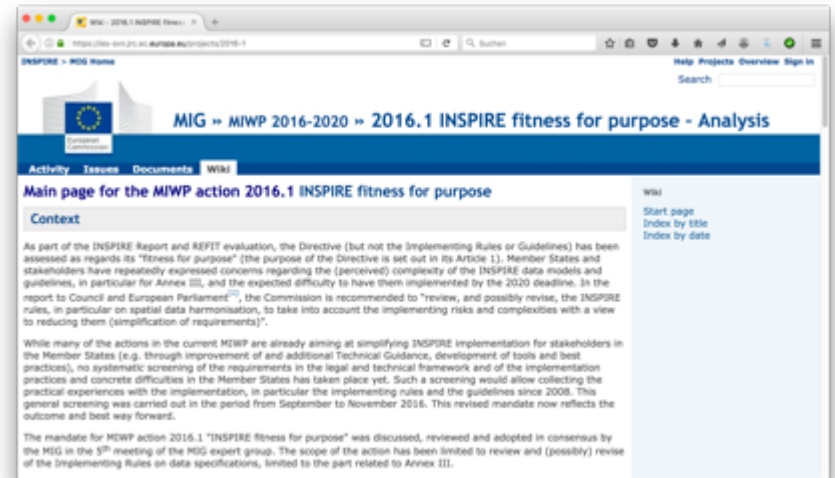 Wiki - 2016.1 INSPIRE fitness
https://ies-svn.jrc.ec.europa.eu/projects/2016-1
Suchen
INSPIRE > MIG Home
Help Projects Overview Sign in
Search
European
Commission
MIG » MIWP 2016-2020 » 2016.1 INSPIRE fitness for purpose - Analysis
Activity Issues Documents Wiki
Main page for the MIWP action 2016.1 INSPIRE fitness for purpose
Context
As part of the INSPIRE Report and REFIT evaluation, the Directive (but not the Implementing Rules or Guidelines) has been
assessed as regards its "fitness for purpose" (the purpose of the Directive is set out in its Article 1). Member States and
stakeholders have repeatedly expressed concerns regarding the (perceived) complexity of the INSPIRE data models and
guidelines, in particular for Annex III, and the expected difficulty to have them implemented by the 2020 deadline. In the
report to Council and European Parliament, the Commission is recommended to "review, and possibly revise, the INSPIRE
rules, in particular on spatial data harmonisation, to take into account the implementing risks and complexities with a view
to reducing them (simplification of requirements)".
While many of the actions in the current MIWP are already aiming at simplifying INSPIRE implementation for stakeholders in
the Member States (e.g. through improvement of and additional Technical Guidance, development of tools and best
practices), no systematic screening of the requirements in the legal and technical framework and of the implementation
practices and concrete difficulties in the Member States has taken place yet. Such a screening would allow collecting the
practical experiences with the implementation, in particular the implementing rules and the guidelines since 2008. This
general screening was carried out in the period from September to November 2016. This revised mandate now reflects the
outcome and best way forward.
The mandate for MIWP action 2016.1 "INSPIRE fitness for purpose" was discussed, reviewed and adopted in consensus by
the MIG in the 5th meeting of the MIG expert group. The scope of the action has been limited to review and (possibly) revise
of the Implementing Rules on data specifications, limited to the part related to Annex III.
Wiki
Start page
Index by title
Index by date